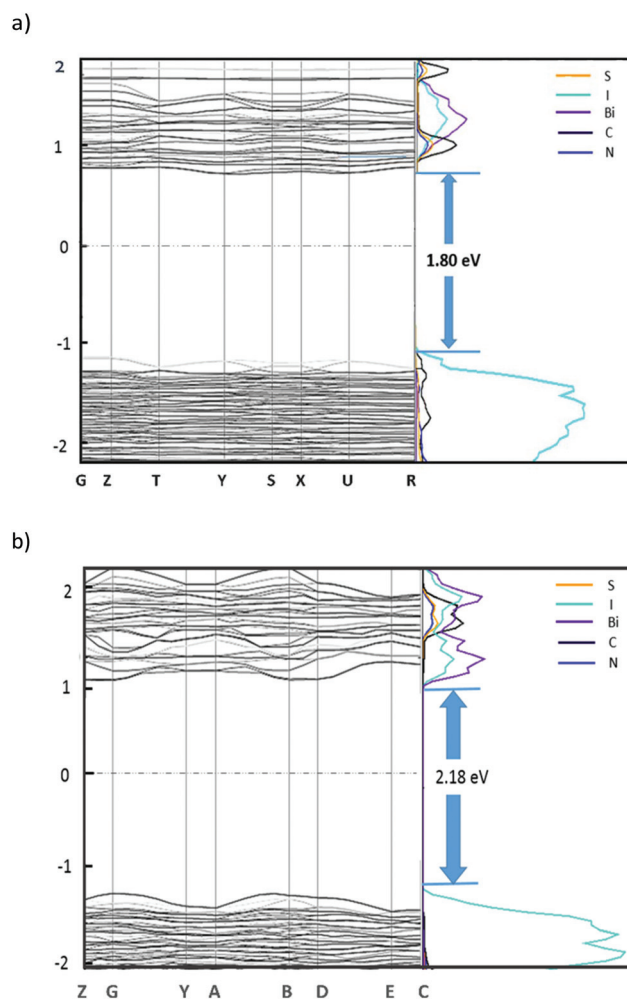 a)
2
1
0
-1
-2
G Z T Y S X U R
S
I
Bi
C
N
1.80 eV
b)
2
1
0
-1
-2
Z G Y A B D E C
S
I
Bi
C
N
2.18 eV